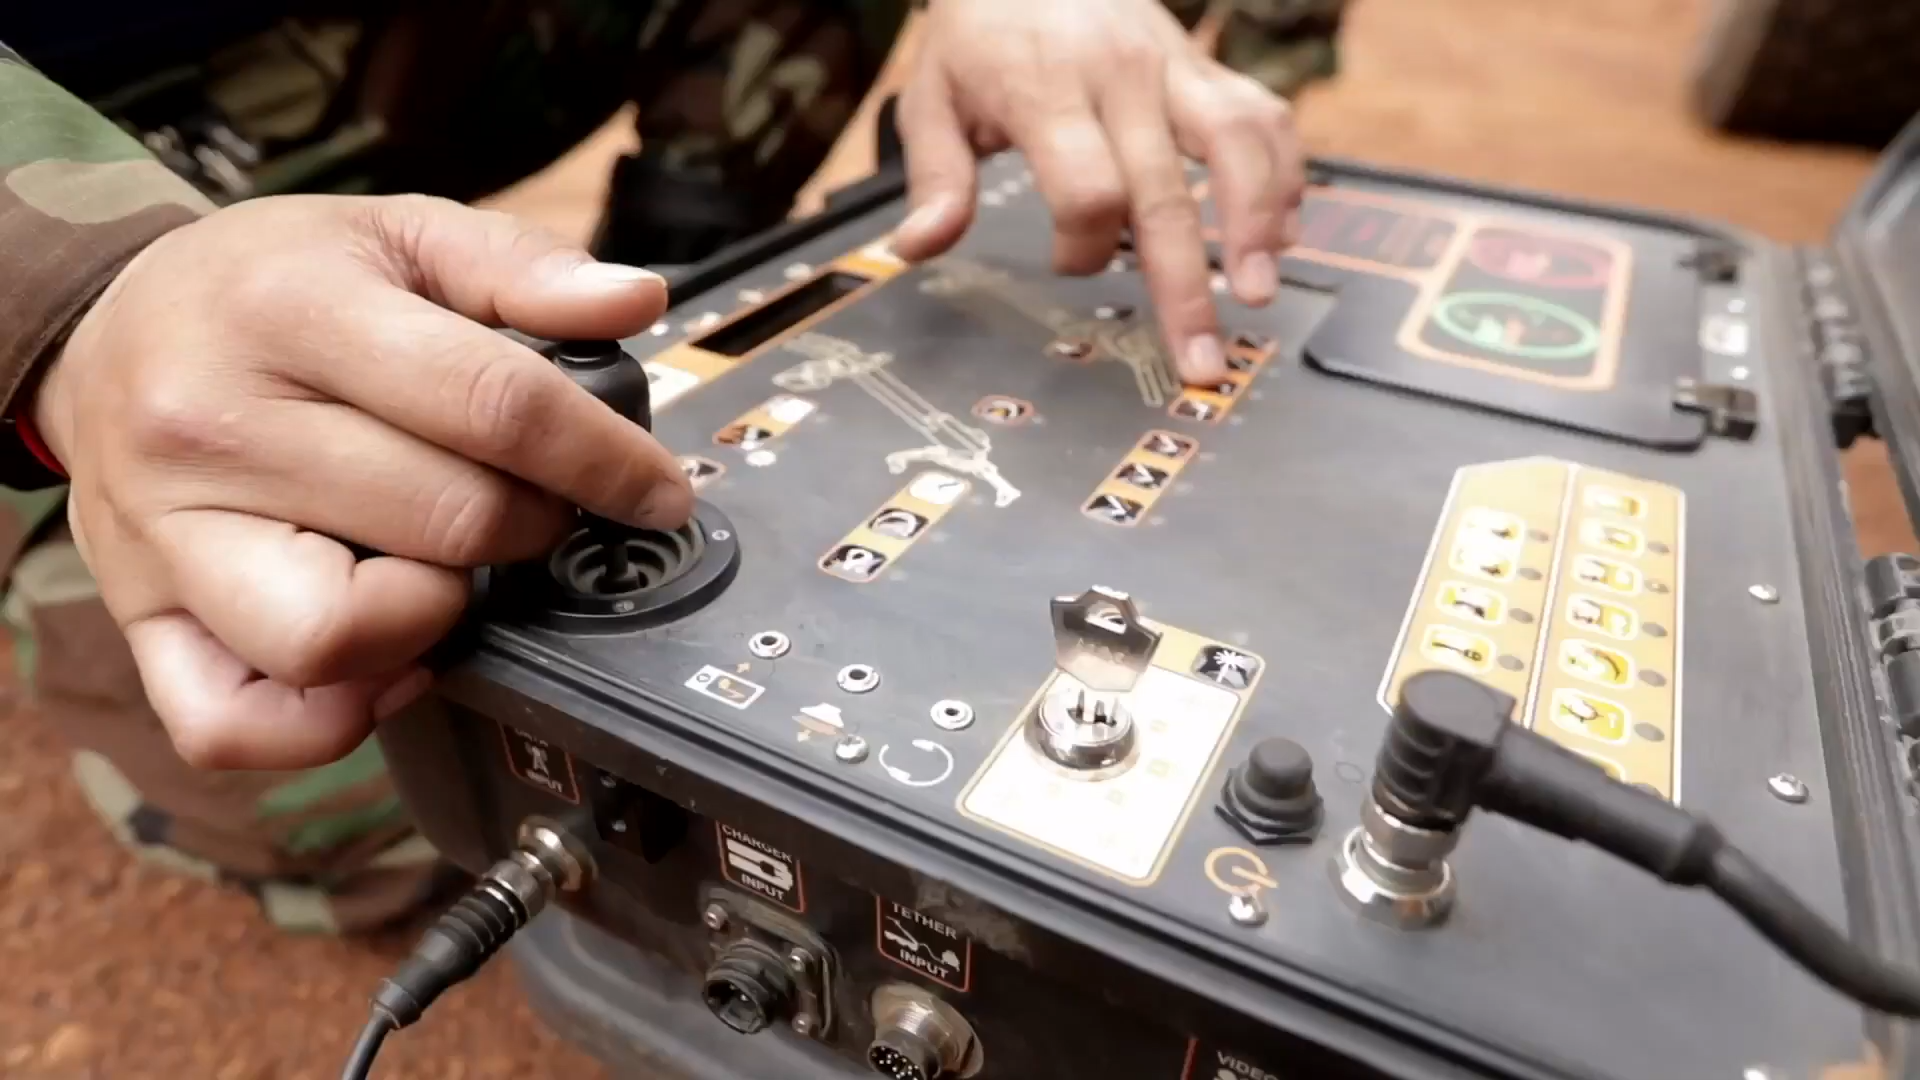 DATA
INPUT
CHARGER
INPUT
TETHER
INPUT
VIDEO